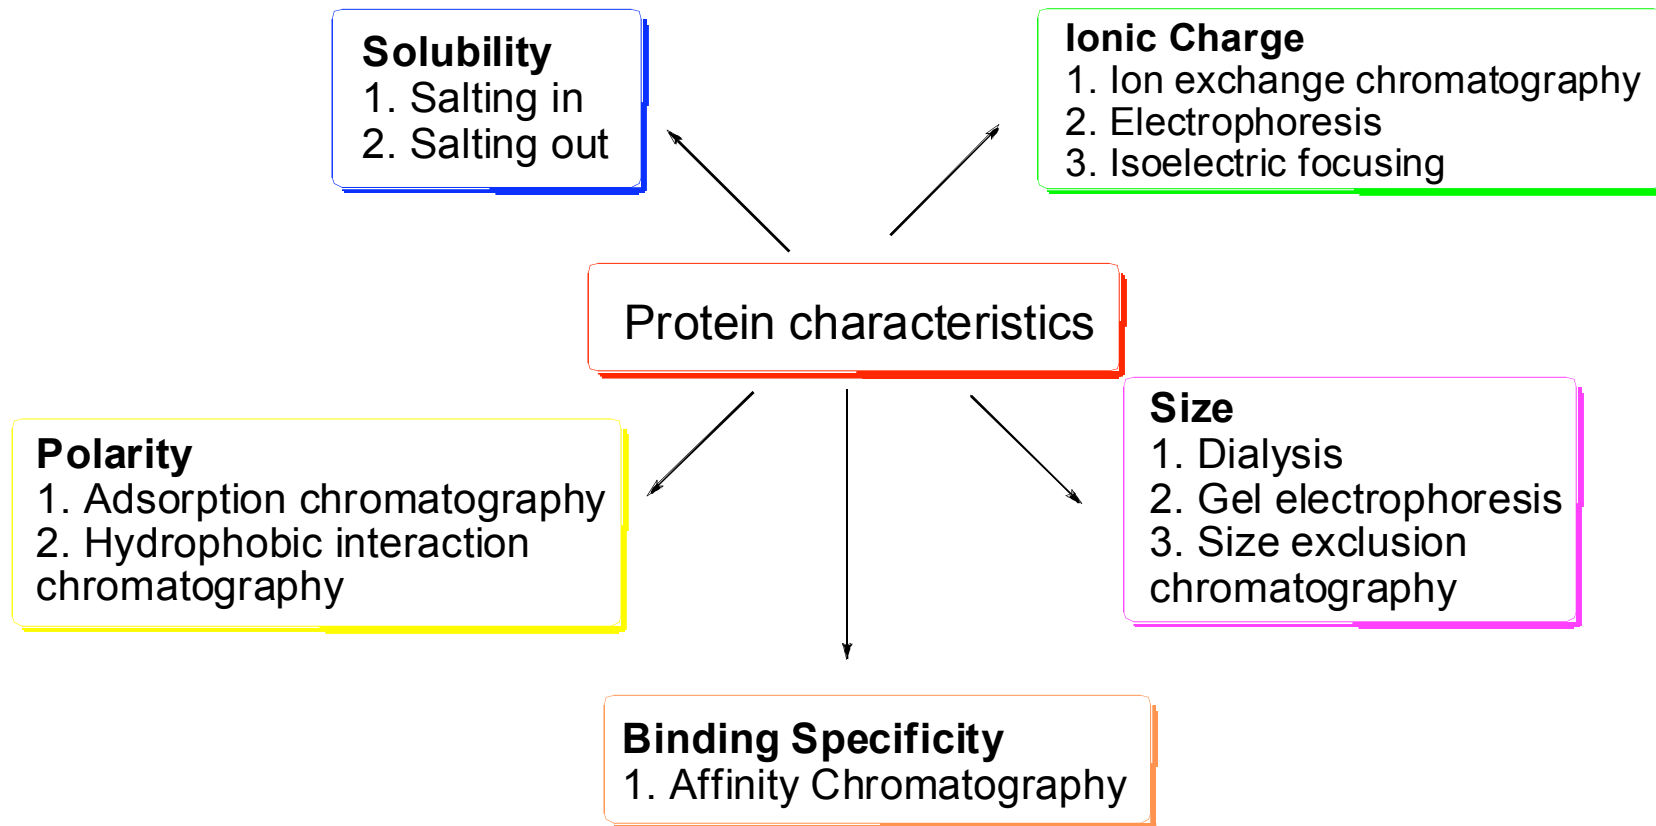 Solubility
1. Salting in
2. Salting out
Ionic Charge
1. Ion exchange chromatography
2. Electrophoresis
3. Isoelectric focusing
Protein characteristics
Polarity
1. Adsorption chromatography
2. Hydrophobic interaction
chromatography
Size
1. Dialysis
2. Gel electrophoresis
3. Size exclusion
chromatography
Binding Specificity
1. Affinity Chromatography